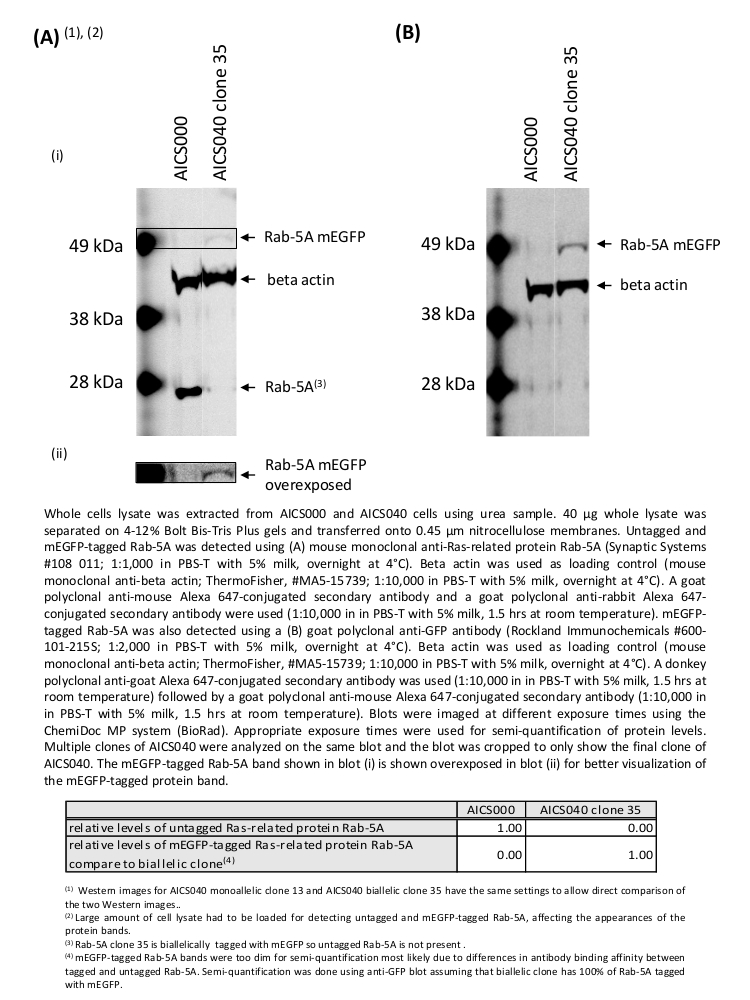 (A) (1), (2)
(B)
AICS000
AICS040 clone 35
AICS000
AICS040 clone 35
(i)
49 kDa
Rab-5A mEGFP
beta actin
38 kDa
28 kDa
Rab-5A(3)
49 kDa
Rab-5A mEGFP
beta actin
38 kDa
28 kDa
(ii)
Rab-5A mEGFP
overexposed
Whole cells lysate was extracted from AICS000 and AICS040 cells using urea sample. 40 µg whole lysate was
separated on 4-12% Bolt Bis-Tris Plus gels and transferred onto 0.45 µm nitrocellulose membranes. Untagged and
mEGFP-tagged Rab-5A was detected using (A) mouse monoclonal anti-Ras-related protein Rab-5A (Synaptic Systems
#108 011; 1:1,000 in PBS-T with 5% milk, overnight at 4°C). Beta actin was used as loading control (mouse
monoclonal anti-beta actin; ThermoFisher, #MA5-15739; 1:10,000 in PBS-T with 5% milk, overnight at 4°C). A goat
polyclonal anti-mouse Alexa 647-conjugated secondary antibody and a goat polyclonal anti-rabbit Alexa 647-
conjugated secondary antibody were used (1:10,000 in in PBS-T with 5% milk, 1.5 hrs at room temperature). mEGFP-
tagged Rab-5A was also detected using a (B) goat polyclonal anti-GFP antibody (Rockland Immunochemicals #600-
101-215S; 1:2,000 in PBS-T with 5% milk, overnight at 4°C). Beta actin was used as loading control (mouse
monoclonal anti-beta actin; ThermoFisher, #MA5-15739; 1:10,000 in PBS-T with 5% milk, overnight at 4°C). A donkey
polyclonal anti-goat Alexa 647-conjugated secondary antibody was used (1:10,000 in in PBS-T with 5% milk, 1.5 hrs at
room temperature) followed by a goat polyclonal anti-mouse Alexa 647-conjugated secondary antibody (1:10,000 in
in PBS-T with 5% milk, 1.5 hrs at room temperature). Blots were imaged at different exposure times using the
ChemiDoc MP system (BioRad). Appropriate exposure times were used for semi-quantification of protein levels.
Multiple clones of AICS040 were analyzed on the same blot and the blot was cropped to only show the final clone of
AICS040. The mEGFP-tagged Rab-5A band shown in blot (i) is shown overexposed in blot (ii) for better visualization of
the mEGFP-tagged protein band.
AICS000 AICS040 clone 35
relative levels of untagged Ras-related protein Rab-5A 1.00 0.00
relative levels of mEGFP-tagged Ras-related protein Rab-5A
compare to biallelic clone(4) 0.00 1.00
(1) Western images for AICS040 monoallelic clone 13 and AICS040 biallelic clone 35 have the same settings to allow direct comparison of
the two Western images..
(2) Large amount of cell lysate had to be loaded for detecting untagged and mEGFP-tagged Rab-5A, affecting the appearances of the
protein bands.
(3) Rab-5A clone 35 is biallelically tagged with mEGFP so untagged Rab-5A is not present .
(4) mEGFP-tagged Rab-5A bands were too dim for semi-quantification most likely due to differences in antibody binding affinity between
tagged and untagged Rab-5A. Semi-quantification was done using anti-GFP blot assuming that biallelic clone has 100% of Rab-5A tagged
with mEGFP.